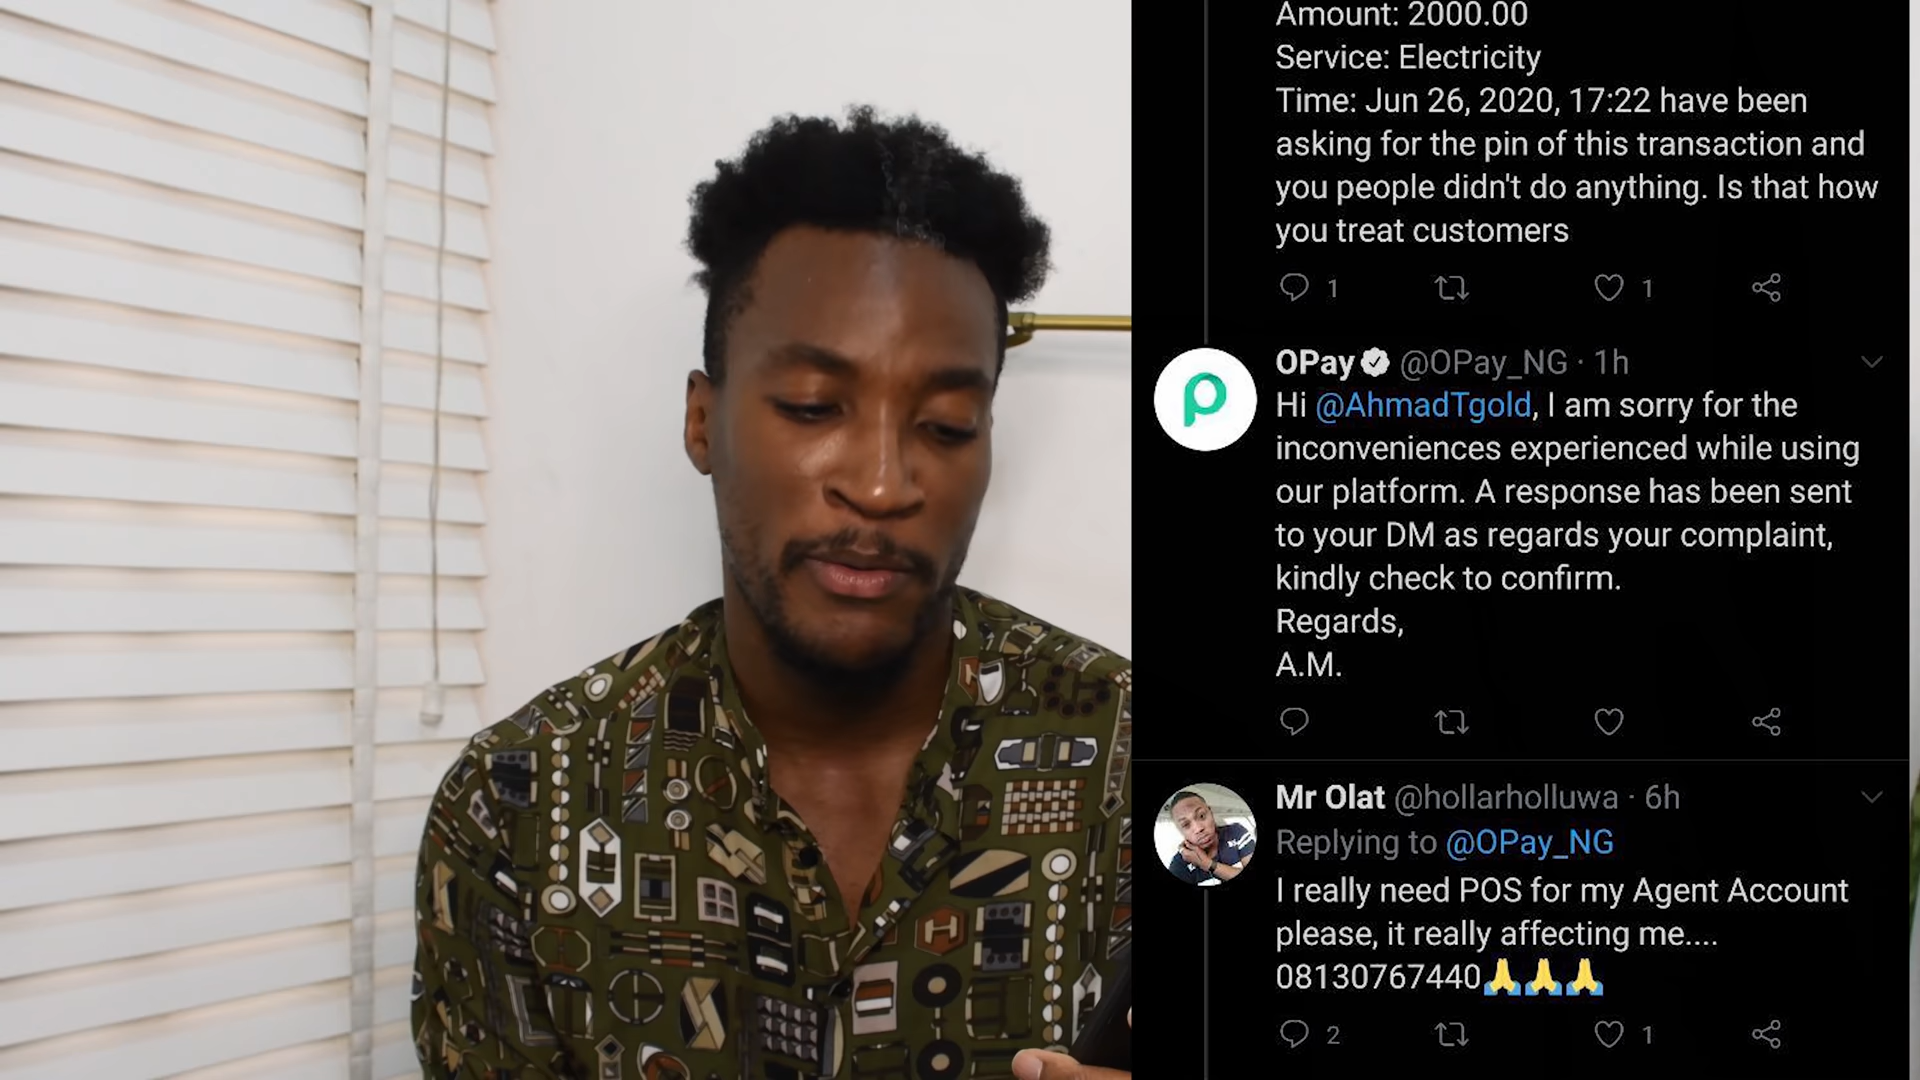 Amount: 2000.00
Service: Electricity
Time: Jun 26, 2020, 17:22 have been
asking for the pin of this transaction and
you people didn't do anything. Is that how
you treat customers
1 1
OPay @OPay_NG · 1h
Hi @AhmadTgold, I am sorry for the
inconveniences experienced while using
our platform. A response has been sent
to your DM as regards your complaint,
kindly check to confirm.
Regards,
A.M.
Mr Olat @hollarholluwa · 6h
Replying to @OPay_NG
I really need POS for my Agent Account
please, it really affecting me....
08130767440🙏🙏🙏
2 1